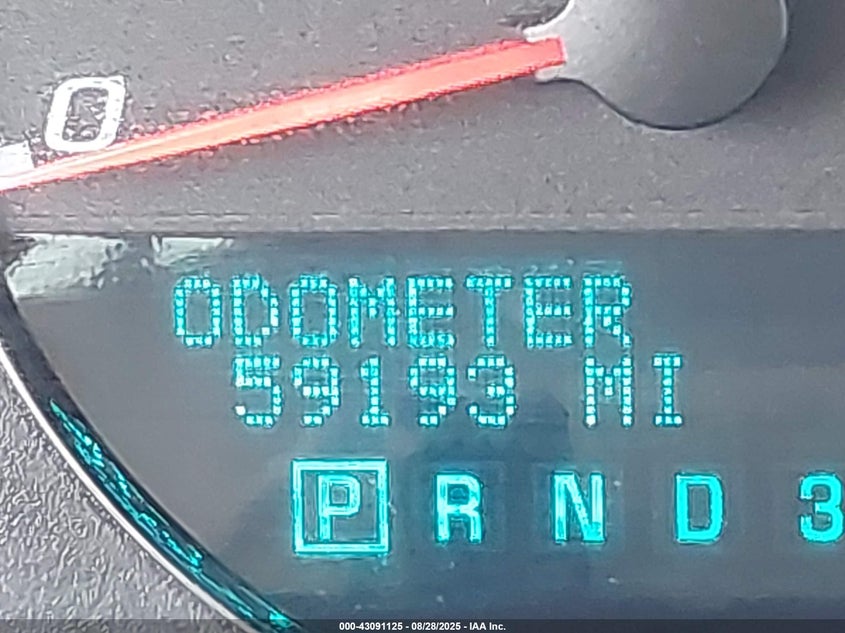 0
ODOMETER
59193 MI
P R N D 3
000-43091125 - 08/28/2025 - IAA Inc.